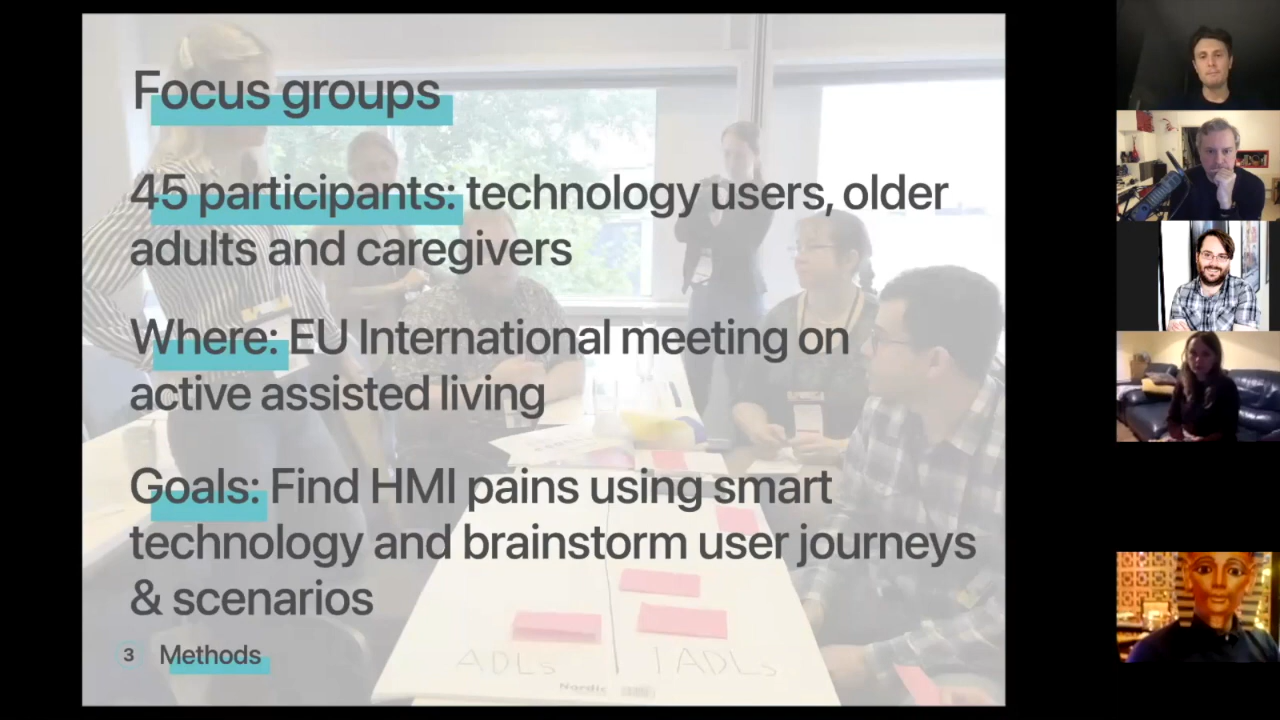 Focus groups
45 participants: technology users, older
adults and caregivers
Where: EU International meeting on
active assisted living
Goals: Find HMI pains using smart
technology and brainstorm user journeys
& scenarios
ADLs
IADLs
Nordic
3 Methods